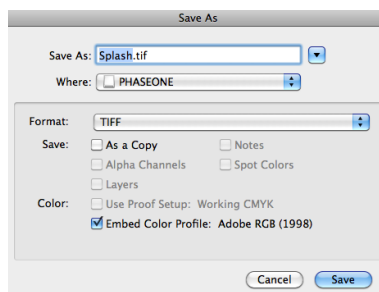 Save As
Save As: Splash.tif
Where: PHASEONE
Format: TIFF
Save: As a Copy Notes
Alpha Channels Spot Colors
Layers
Color: Use Proof Setup: Working CMYK
Embed Color Profile: Adobe RGB (1998)
Cancel Save